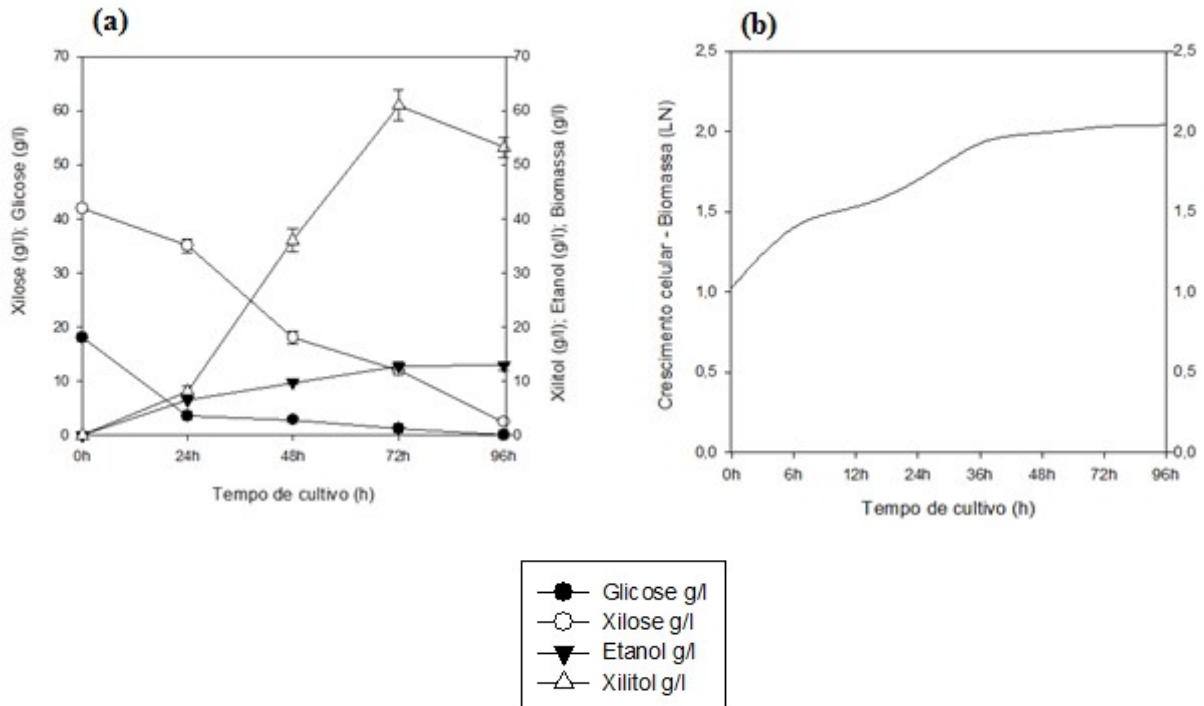 (a)
70
60
50
40
30
20
10
0
Xilose (g/l); Glicose (g/l)
70
60
50
40
30
20
10
0
Xilitol (g/l); Etanol (g/l); Biomassa (g/l)
0h 24h 48h 72h 96h
Tempo de cultivo (h)
(b)
2,5
2,0
1,5
1,0
0,5
0,0
Crescimento celular - Biomassa (LN)
2,5
2,0
1,5
1,0
0,5
0,0
0h 6h 12h 24h 36h 48h 72h 96h
Tempo de cultivo (h)
Glicose g/l
Xilose g/l
Etanol g/l
Xilitol g/l